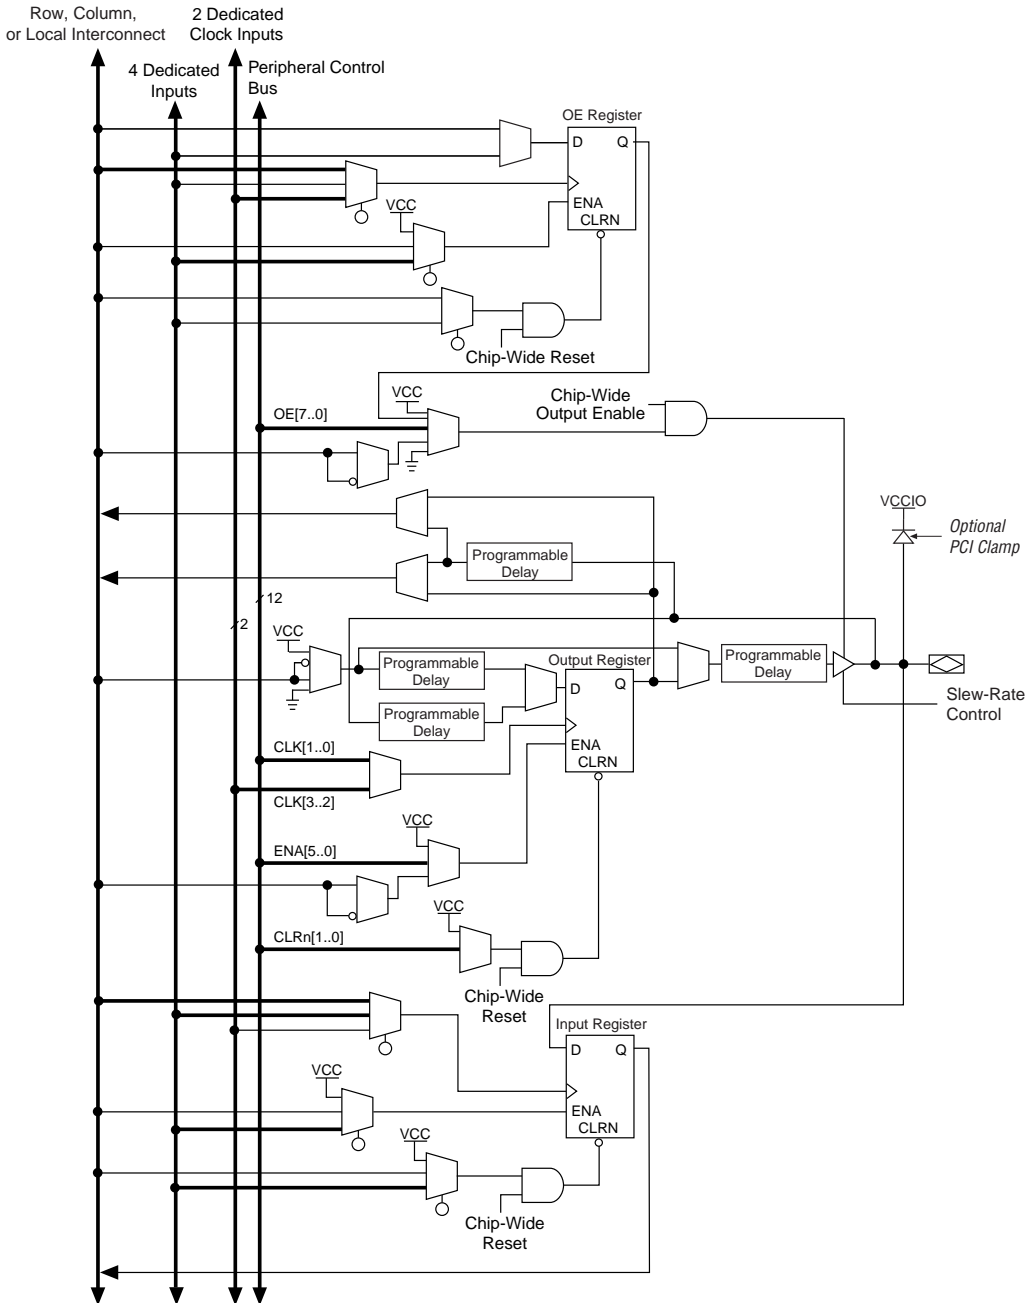 Row, Column,
or Local Interconnect
2 Dedicated
Clock Inputs
4 Dedicated
Inputs
Peripheral Control
Bus
OE Register
D
Q
ENA
CLRN
VCC
Chip-Wide Reset
VCC
OE[7..0]
Chip-Wide
Output Enable
VCCIO
Optional
PCI Clamp
Programmable
Delay
12
2
VCC
Programmable
Delay
Programmable
Delay
Output Register
D
Q
ENA
CLRN
Programmable
Delay
Slew-Rate
Control
CLK[1..0]
CLK[3..2]
VCC
ENA[5..0]
VCC
CLRn[1..0]
Chip-Wide
Reset
Input Register
D
Q
ENA
CLRN
VCC
VCC
Chip-Wide
Reset